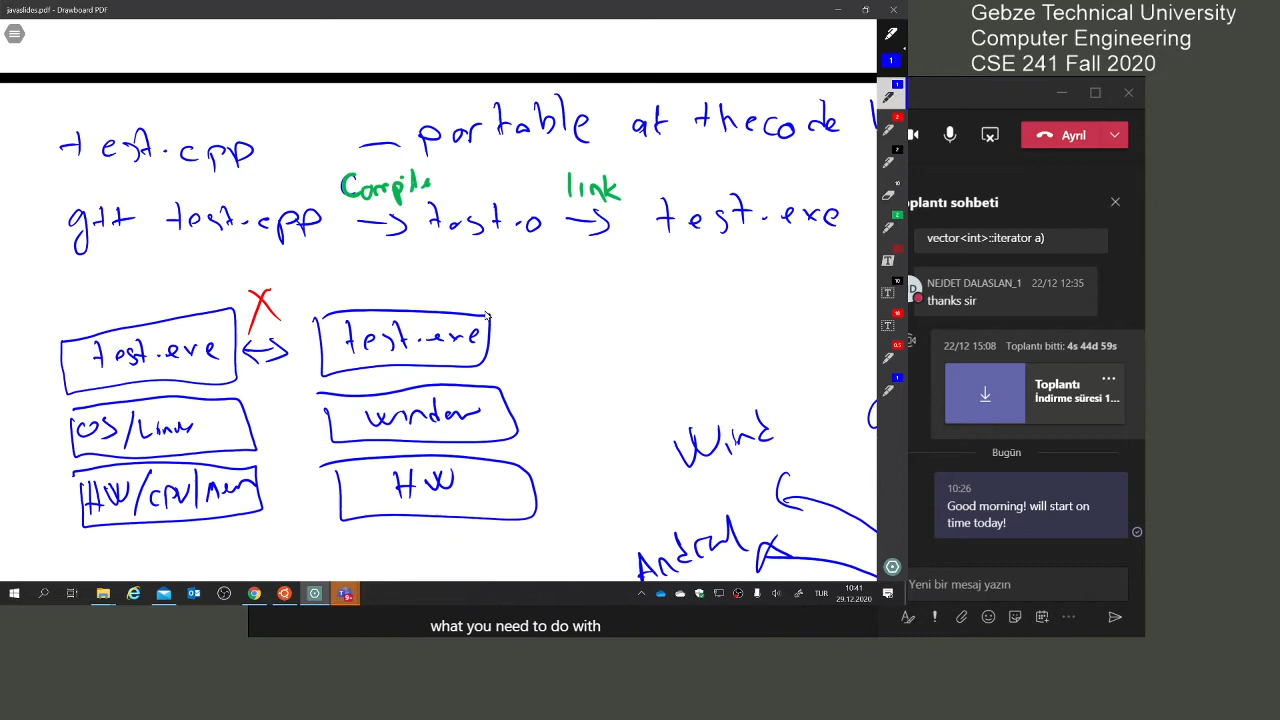 javaslides.pdf - Drawboard PDF
Gebze Technical University
Computer Engineering
CSE 241 Fall 2020
test.cpp — portable at the code
Compile link
g++ test.cpp → test.o → test.exe
X
test.exe ↔ test.exe
OS/Linux window
HW/CPU/Mem HW
Wind
Android
Ayrıl
oplantı sohbeti
vector<int>::iterator a)
NEJDET DALASLAN_1 22/12 12:35
thanks sir
22/12 15:08 Toplantı bitti: 4s 44d 59s
Toplantı
İndirme süresi 1...
Bugün
10:26
Good morning! will start on
time today!
Yeni bir mesaj yazın
TUR
10:41
29.12.2020
what you need to do with